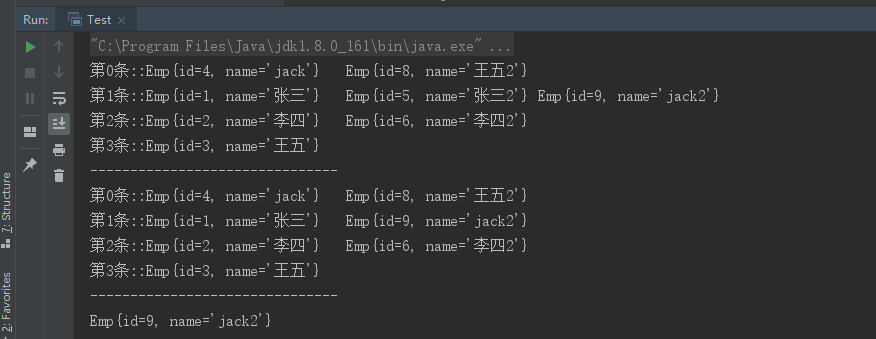 Run: Test
"C:\Program Files\Java\jdk1.8.0_161\bin\java.exe" ...
第0条::Emp{id=4, name='jack'} Emp{id=8, name='王五2'}
第1条::Emp{id=1, name='张三'} Emp{id=5, name='张三2'} Emp{id=9, name='jack2'}
第2条::Emp{id=2, name='李四'} Emp{id=6, name='李四2'}
第3条::Emp{id=3, name='王五'}
-------------------------------
第0条::Emp{id=4, name='jack'} Emp{id=8, name='王五2'}
第1条::Emp{id=1, name='张三'} Emp{id=9, name='jack2'}
第2条::Emp{id=2, name='李四'} Emp{id=6, name='李四2'}
第3条::Emp{id=3, name='王五'}
-------------------------------
Emp{id=9, name='jack2'}
7: Structure
2: Favorites